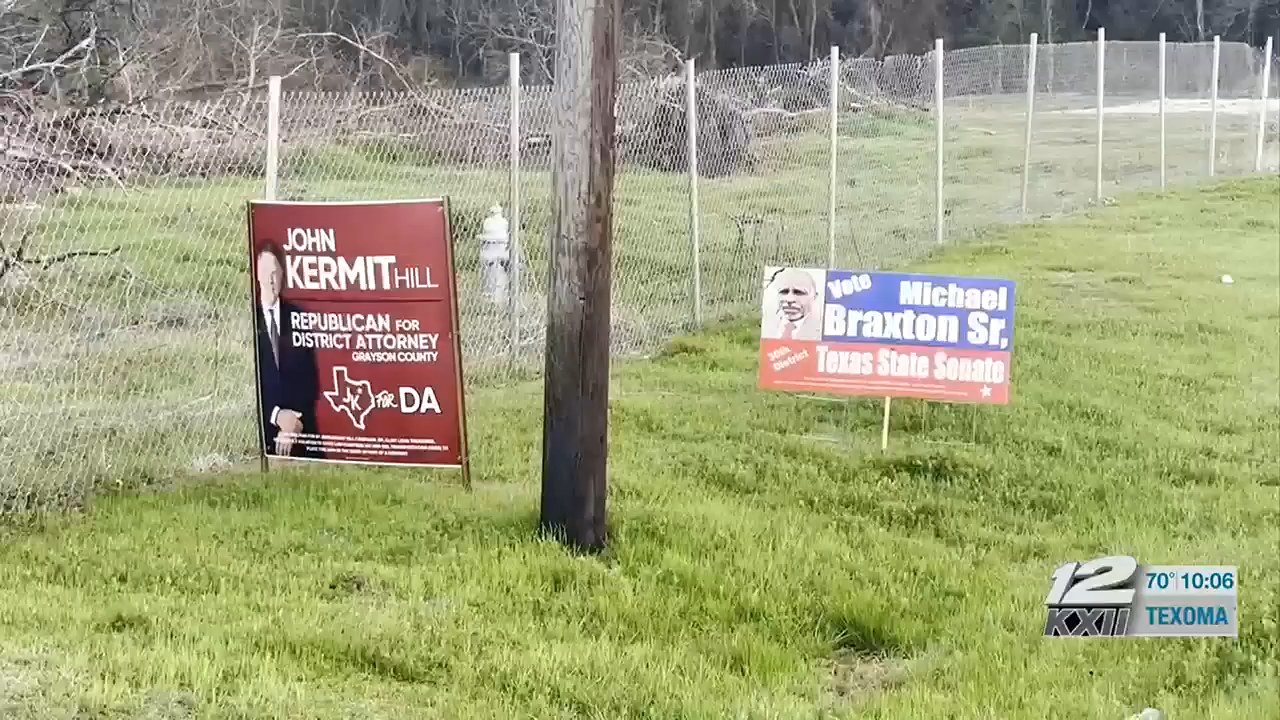 JOHN
KERMIT HILL
REPUBLICAN FOR
DISTRICT ATTORNEY
GRAYSON COUNTY
JK FOR DA
Vote
Michael
Braxton Sr,
30th
District
Texas State Senate
12
70° 10:06
KXII
TEXOMA